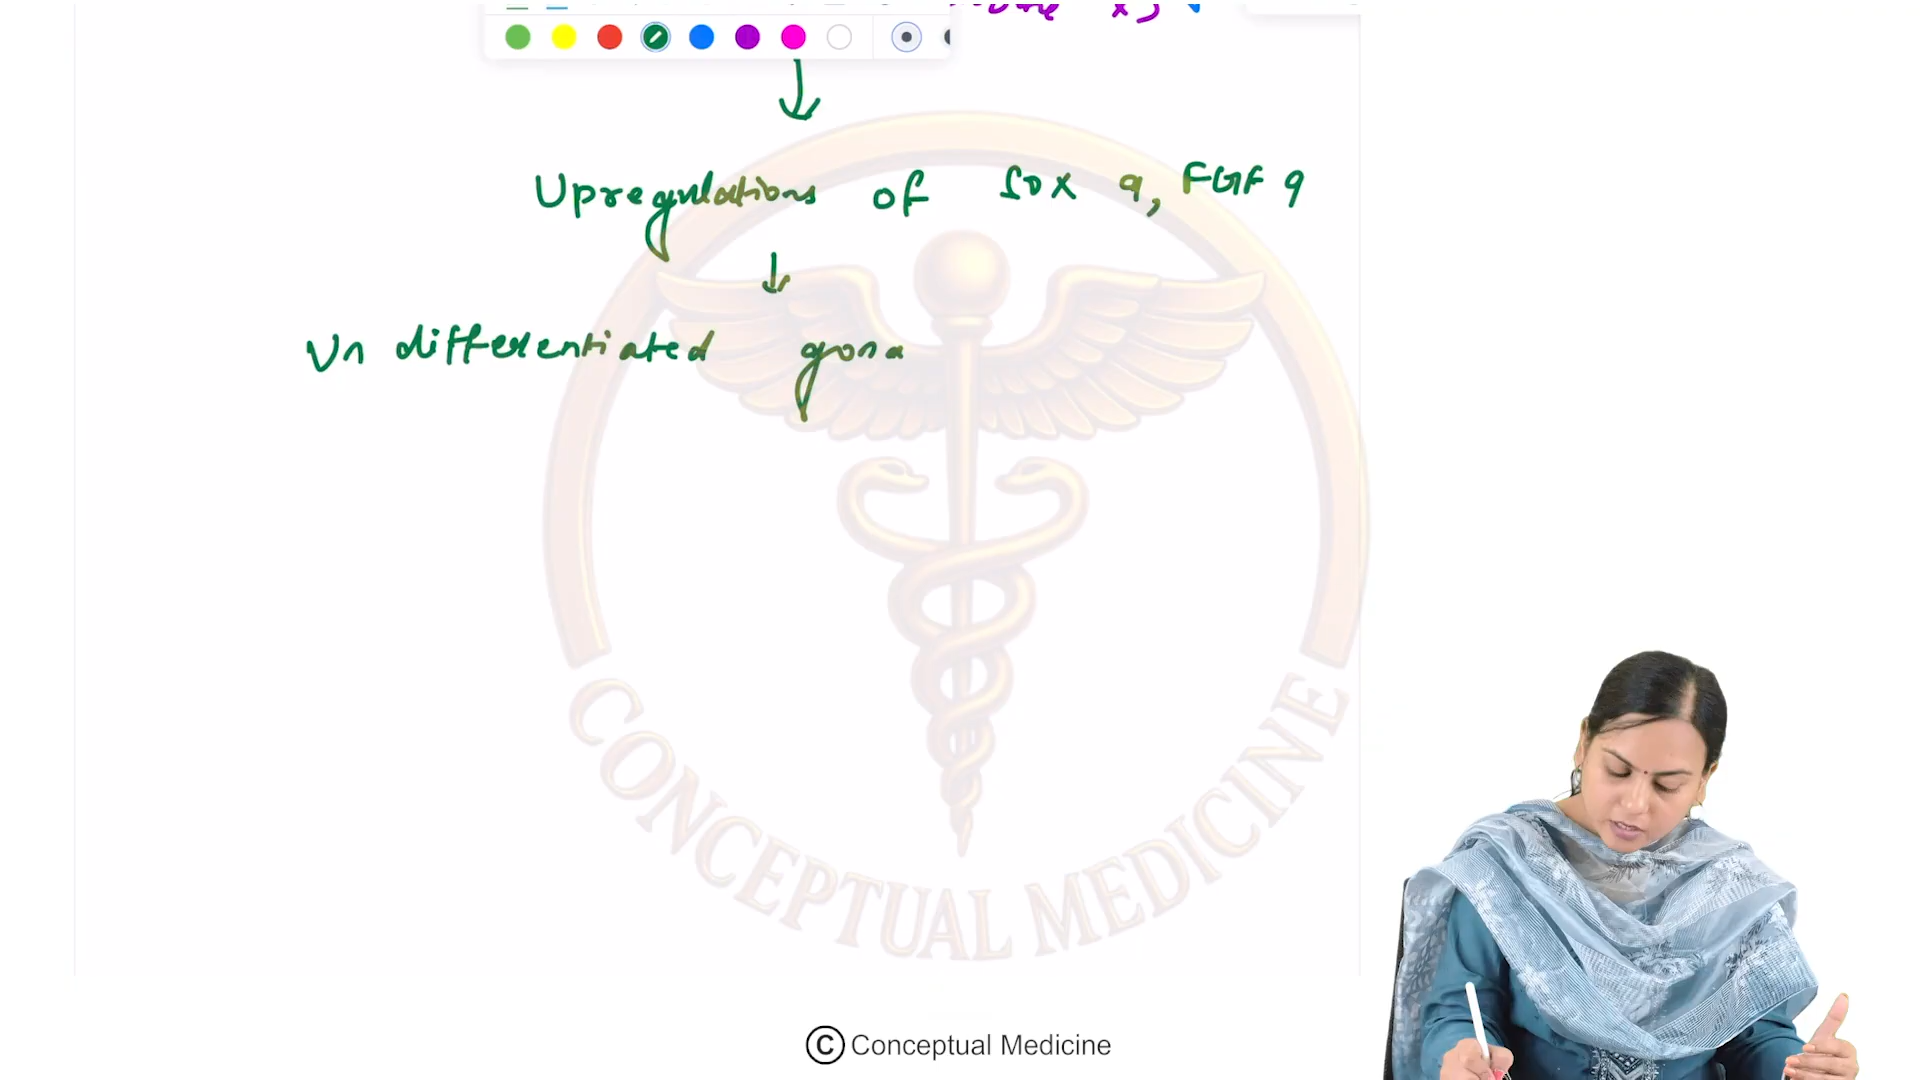 Upregulations of Sox 9, FGF 9
Un differentiated gona
CONCEPTUAL MEDICINE
© Conceptual Medicine